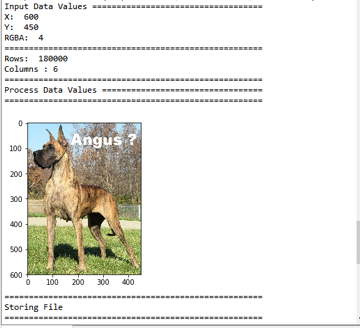 Input Data Values ==================================
X:  600
Y:  450
RGBA:  4
====================================================
Rows:  180000
Columns : 6
====================================================
Process Data Values ================================
====================================================
Angus ?
0
100
200
300
400
500
600
0 100 200 300 400
====================================================
Storing File
====================================================